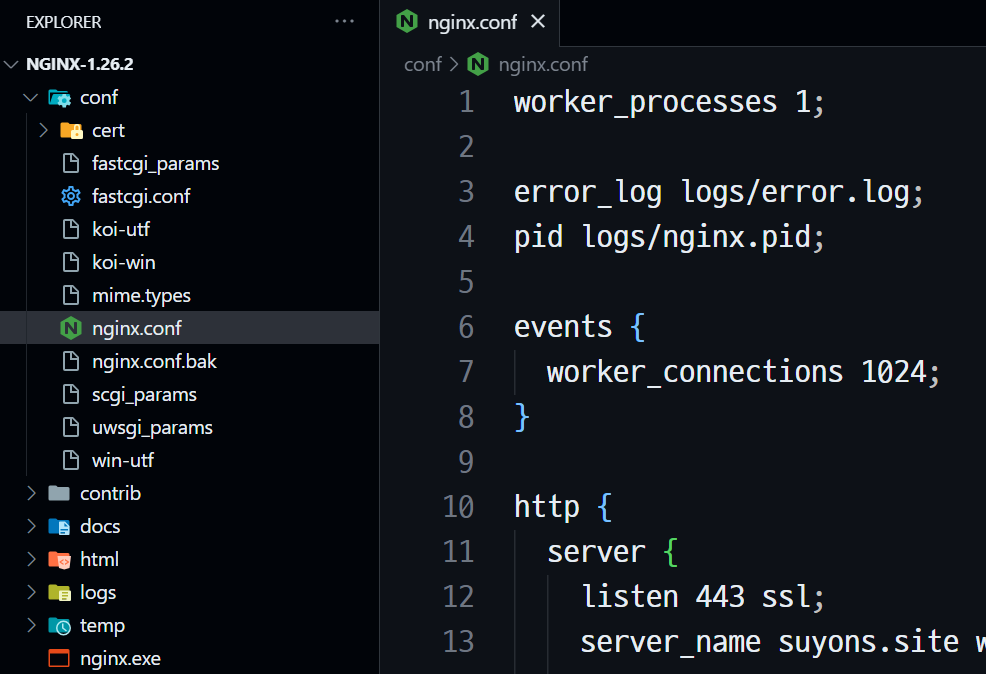 EXPLORER ...
NGINX-1.26.2
conf
cert
fastcgi_params
fastcgi.conf
koi-utf
koi-win
mime.types
nginx.conf
nginx.conf.bak
scgi_params
uwsgi_params
win-utf
contrib
docs
html
logs
temp
nginx.exe
nginx.conf
conf > nginx.conf
1 worker_processes 1;
2
3 error_log logs/error.log;
4 pid logs/nginx.pid;
5
6 events {
7 worker_connections 1024;
8 }
9
10 http {
11 server {
12 listen 443 ssl;
13 server_name suyons.site w